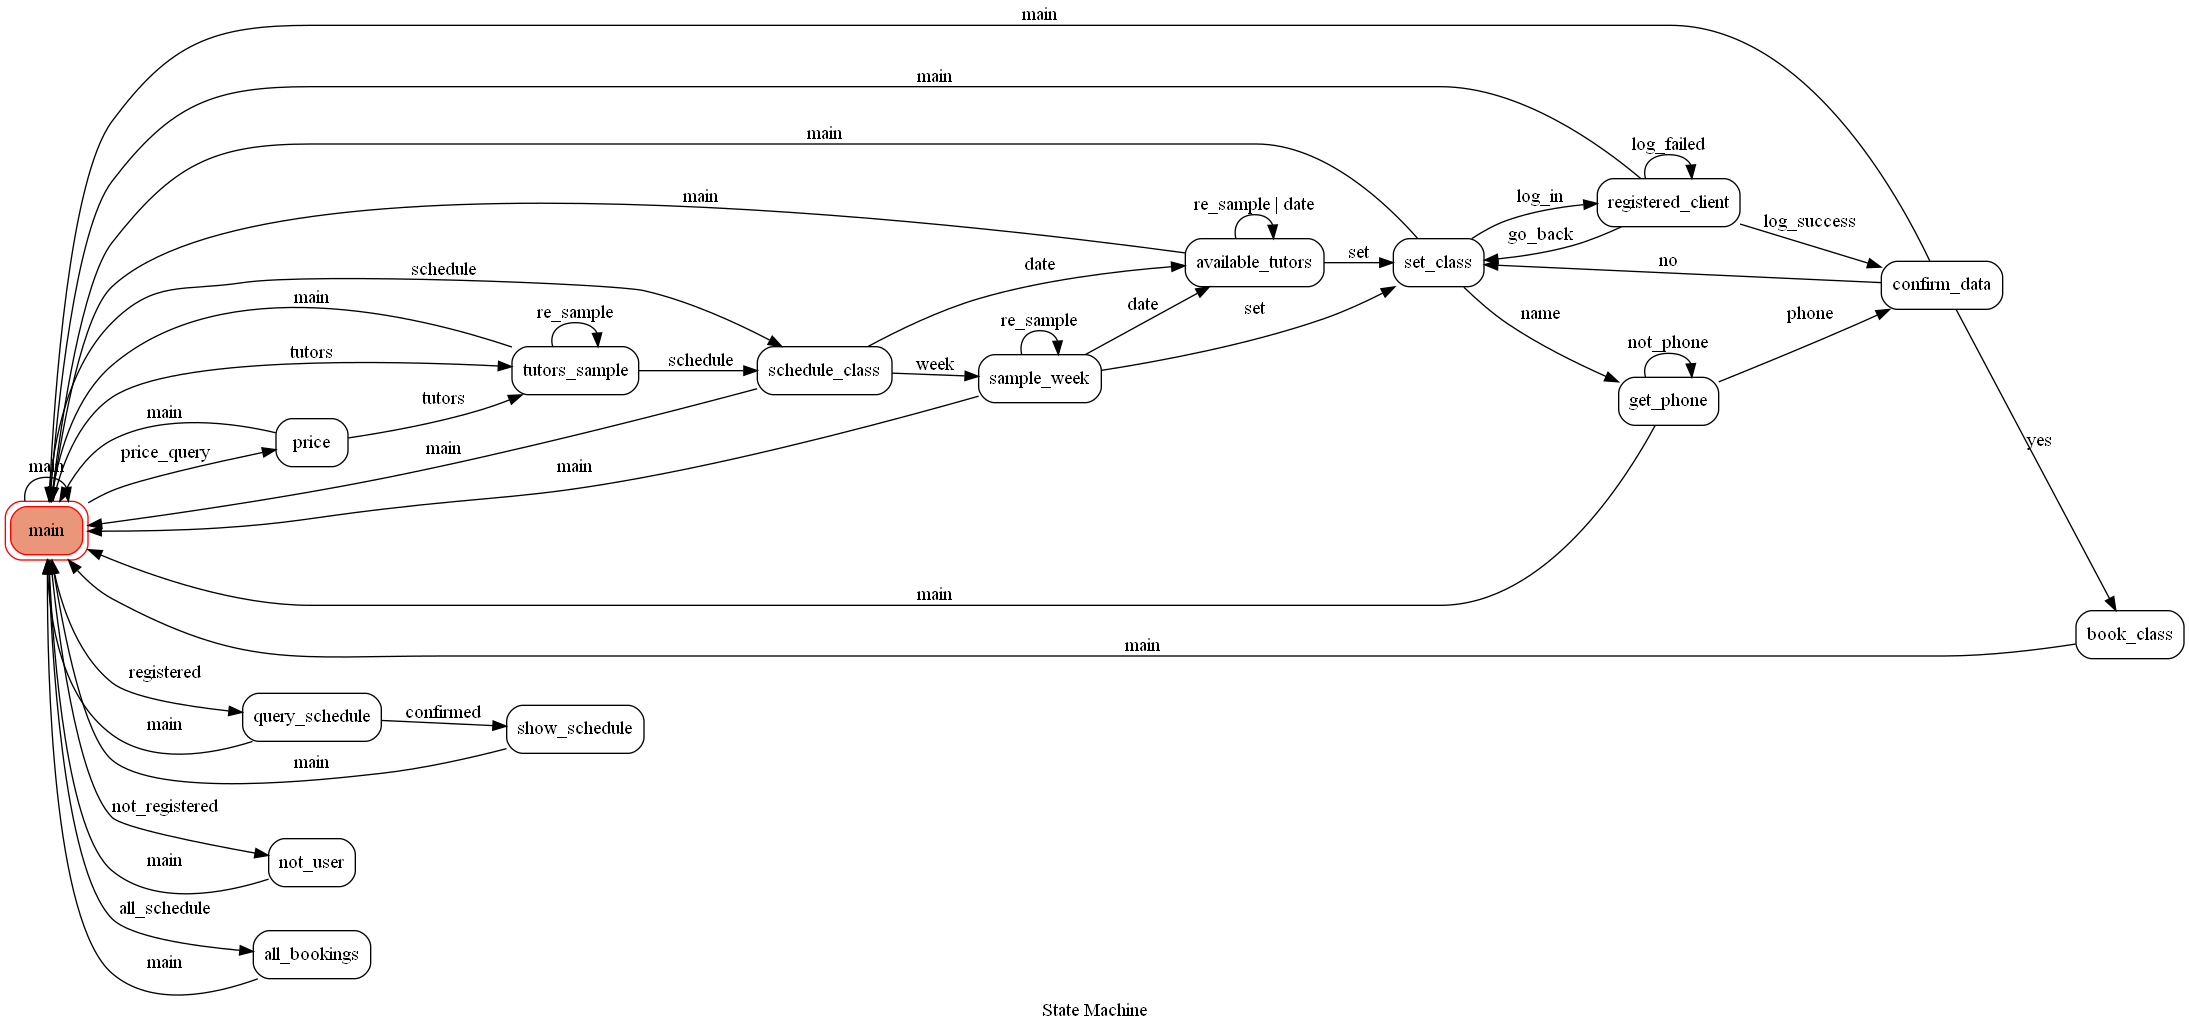 main
main
main
log_failed
main
log_in
registered_client
re_sample | date
log_success
go_back
available_tutors
set
set_class
no
date
schedule
confirm_data
main
re_sample
date
set
name
phone
re_sample
tutors
schedule
not_phone
tutors_sample
schedule_class
week
sample_week
get_phone
tutors
main
price
price_query
main
main
main
yes
main
main
book_class
main
registered
query_schedule
confirmed
show_schedule
main
main
not_registered
not_user
main
all_schedule
all_bookings
main
State Machine